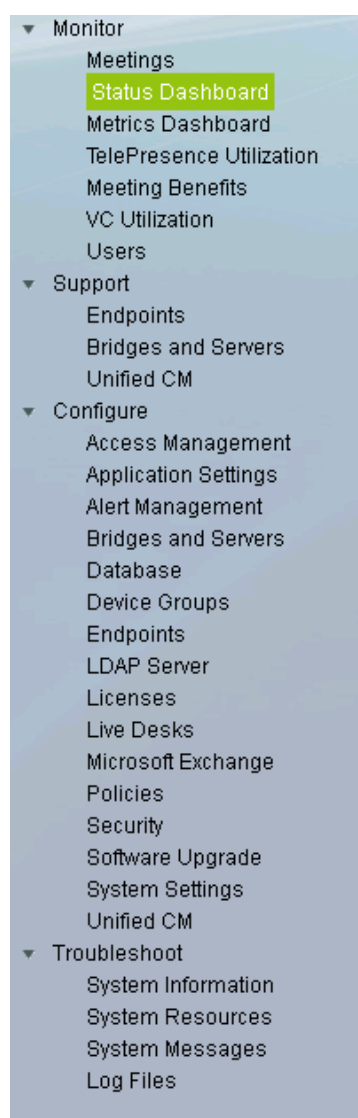 Monitor
Meetings
Status Dashboard
Metrics Dashboard
TelePresence Utilization
Meeting Benefits
VC Utilization
Users
Support
Endpoints
Bridges and Servers
Unified CM
Configure
Access Management
Application Settings
Alert Management
Bridges and Servers
Database
Device Groups
Endpoints
LDAP Server
Licenses
Live Desks
Microsoft Exchange
Policies
Security
Software Upgrade
System Settings
Unified CM
Troubleshoot
System Information
System Resources
System Messages
Log Files